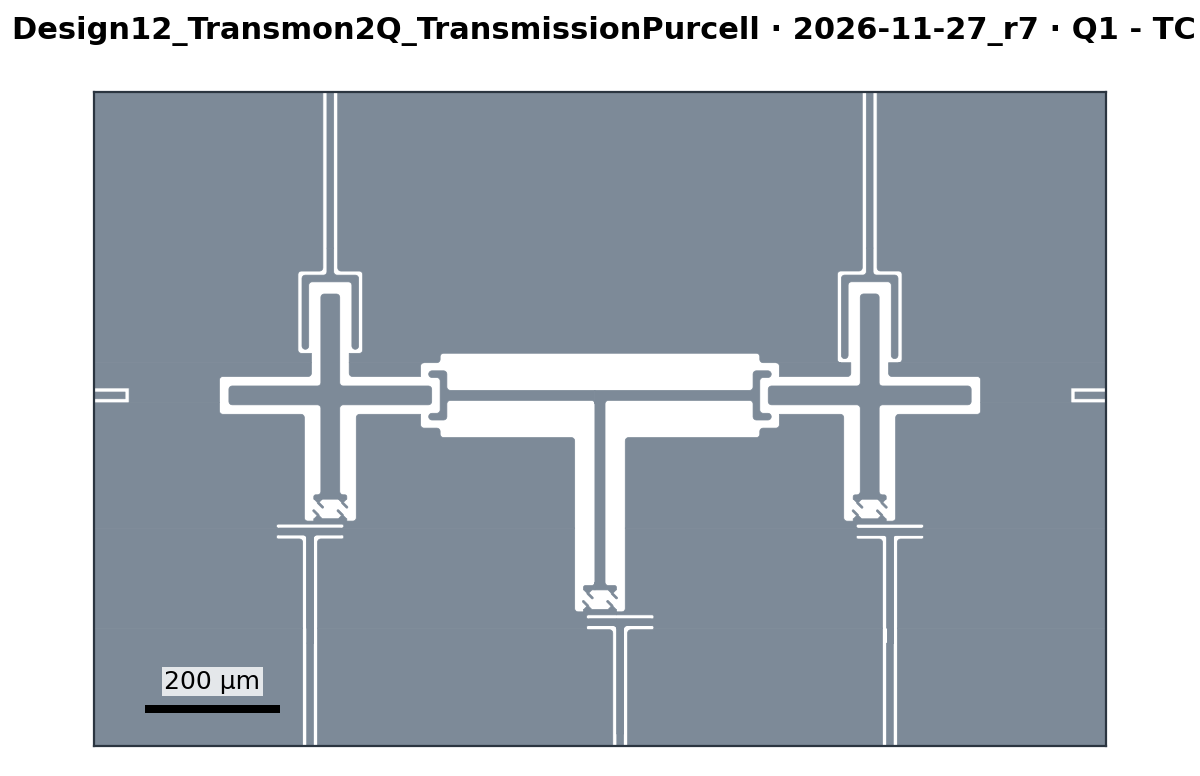 Design12_Transmon2Q_TransmissionPurcell · 2026-11-27_r7 · Q1 - TC
200 µm